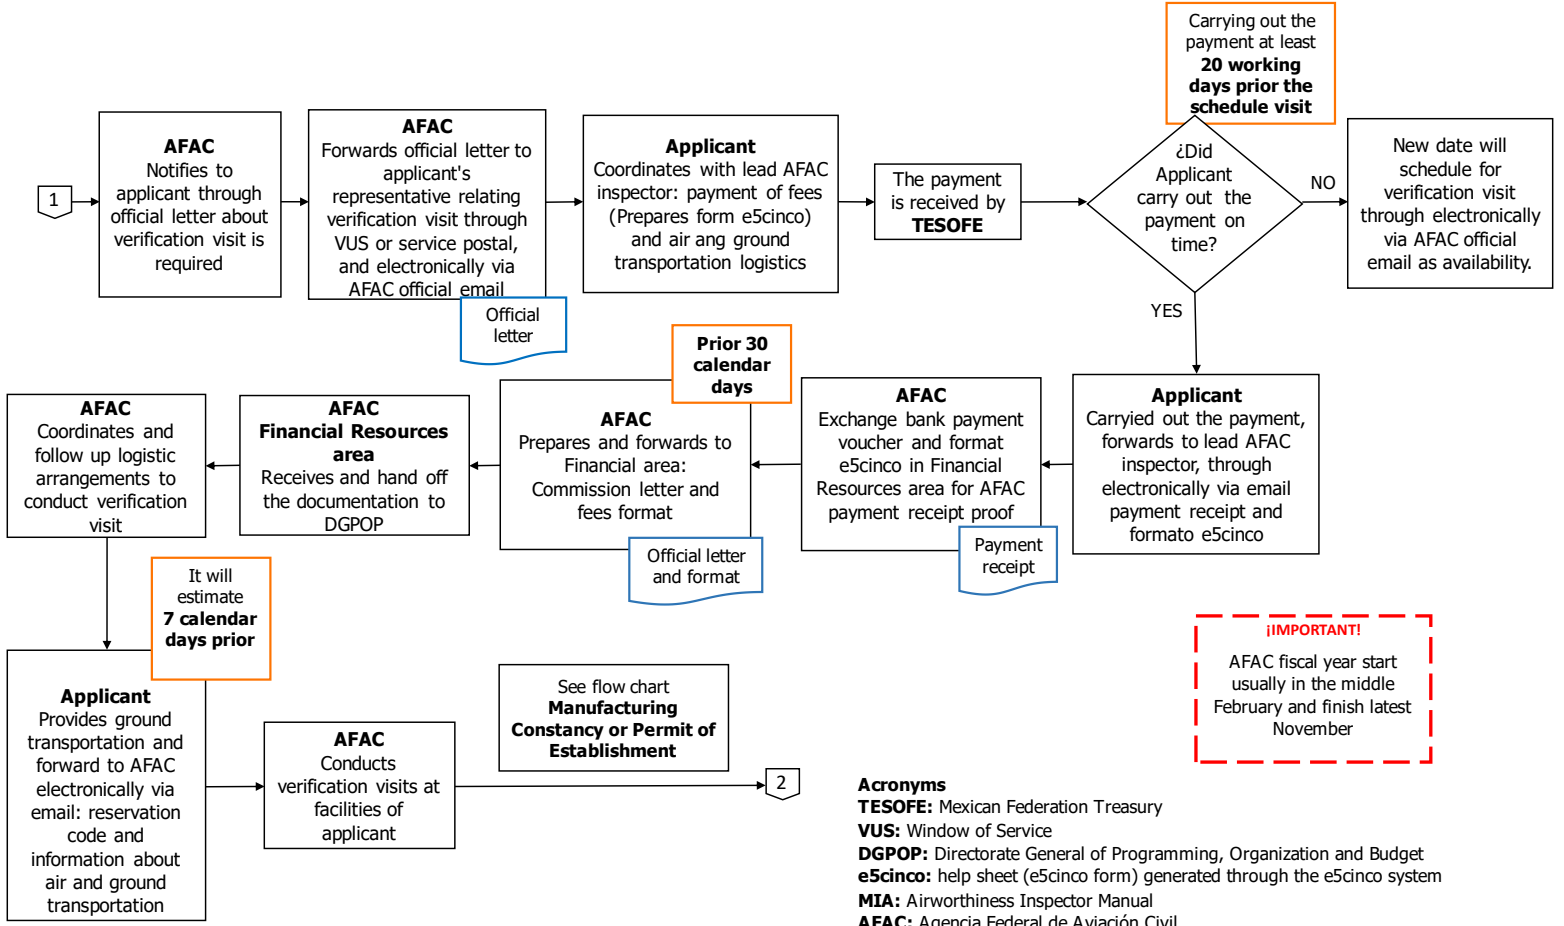 Carrying out the
payment at least
20 working
days prior the
schedule visit
1
AFAC
Notifies to
applicant through
official letter about
verification visit is
required
AFAC
Forwards official letter to
applicant's
representative relating
verification visit through
VUS or service postal,
and electronically via
AFAC official email
Official
letter
Applicant
Coordinates with lead AFAC
inspector: payment of fees
(Prepares form e5cinco)
and air ang ground
transportation logistics
The payment
is received by
TESOFE
¿Did
Applicant
carry out the
payment on
time?
NO
New date will
schedule for
verification visit
through electronically
via AFAC official
email as availability.
YES
Applicant
Carryied out the payment,
forwards to lead AFAC
inspector, through
electronically via email
payment receipt and
formato e5cinco
AFAC
Exchange bank payment
voucher and format
e5cinco in Financial
Resources area for AFAC
payment receipt proof
Payment
receipt
Prior 30
calendar
days
AFAC
Prepares and forwards to
Financial area:
Commission letter and
fees format
Official letter
and format
AFAC
Financial Resources
area
Receives and hand off
the documentation to
DGPOP
AFAC
Coordinates and
follow up logistic
arrangements to
conduct verification
visit
It will
estimate
7 calendar
days prior
Applicant
Provides ground
transportation and
forward to AFAC
electronically via
email: reservation
code and
information about
air and ground
transportation
AFAC
Conducts
verification visits at
facilities of
applicant
See flow chart
Manufacturing
Constancy or Permit of
Establishment
2
¡IMPORTANT!
AFAC fiscal year start
usually in the middle
February and finish latest
November
Acronyms
TESOFE: Mexican Federation Treasury
VUS: Window of Service
DGPOP: Directorate General of Programming, Organization and Budget
e5cinco: help sheet (e5cinco form) generated through the e5cinco system
MIA: Airworthiness Inspector Manual
AFAC: Agencia Federal de Aviación Civil